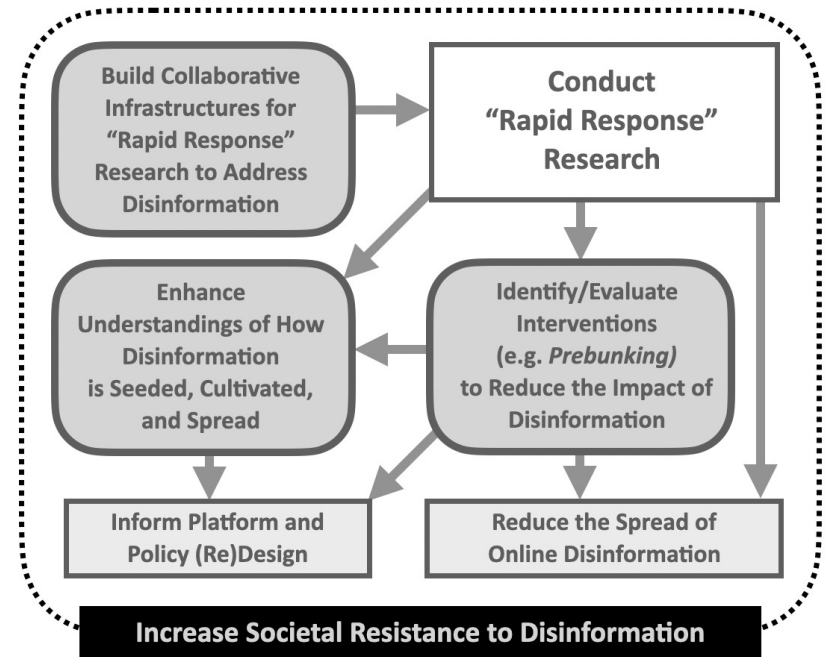 Build Collaborative
Infrastructures for
“Rapid Response”
Research to Address
Disinformation
Conduct
“Rapid Response”
Research
Enhance
Understandings of How
Disinformation
is Seeded, Cultivated,
and Spread
Identify/Evaluate
Interventions
(e.g. Prebunking)
to Reduce the Impact of
Disinformation
Inform Platform and
Policy (Re)Design
Reduce the Spread of
Online Disinformation
Increase Societal Resistance to Disinformation